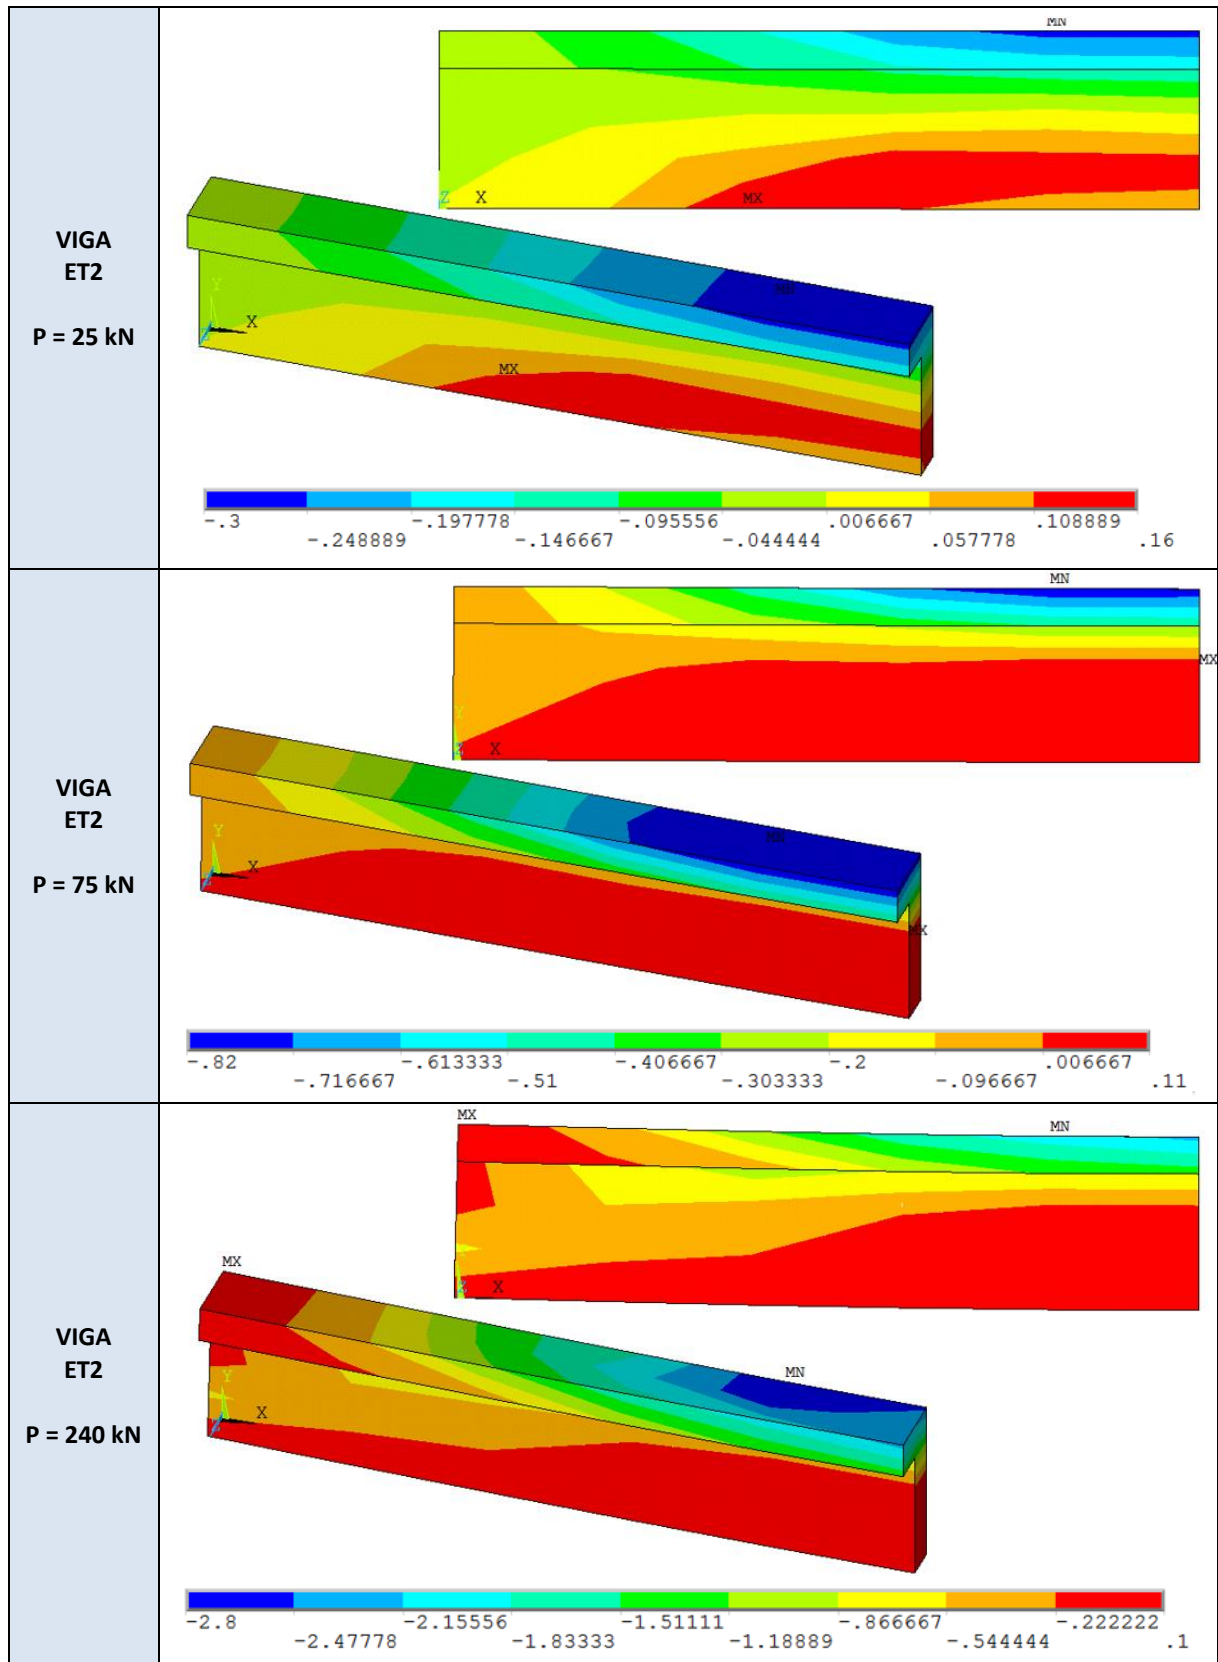 MN
Z X MX
VIGA
ET2
P = 25 kN
Y
X
MN
MX
-.3 -.197778 -.095556 .006667 .108889
-.248889 -.146667 -.044444 .057778 .16
MN
MX
Y
Z X
VIGA
ET2
P = 75 kN
Y
X
MN
MX
-.82 -.613333 -.406667 -.2 .006667
-.716667 -.51 -.303333 -.096667 .11
MX MN
Z X
VIGA
ET2
P = 240 kN
MX
Y
X
MN
-2.8 -2.15556 -1.51111 -.866667 -.222222
-2.47778 -1.83333 -1.18889 -.544444 .1